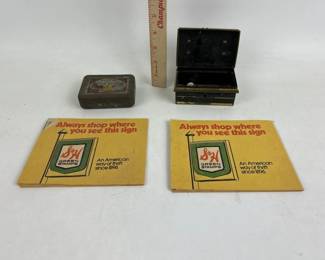 Always shop where
you see this sign
S&H
GREEN
STAMPS
An American
way of thrift
since 1896.
Always shop where
you see this sign
S&H
GREEN
STAMPS
An American
way of thrift
since 1896.